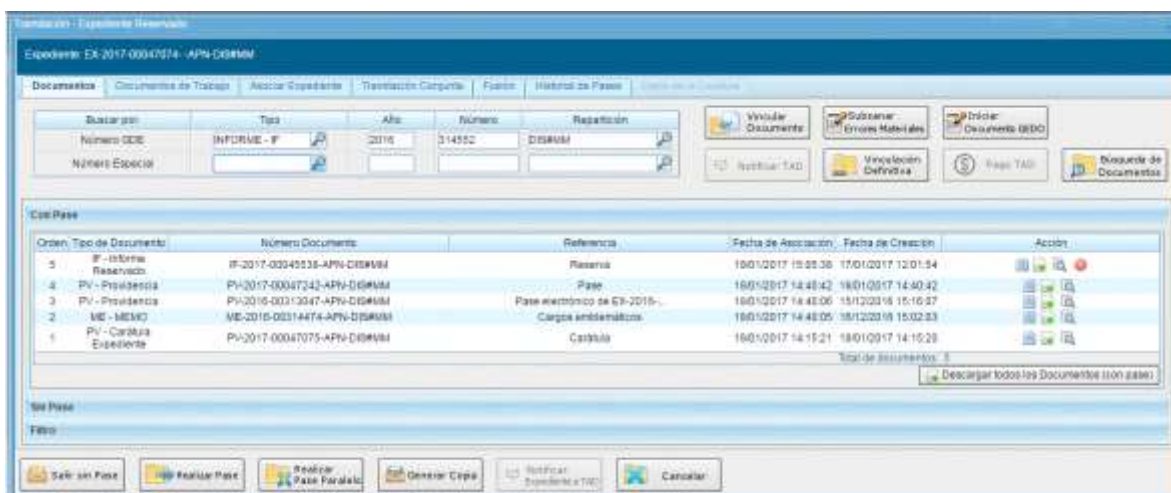 Tramitación - Expediente Reservado
Expediente: EX-2017-00047074- -APN-DIS#MM
Documentos Documentos de Trabajo Asociar Expediente Tramitación Conjunta Fusión Historial de Pases
Buscar por: Tipo Año Número Repartición
Número GDE INFORME - IF 2016 314552 DIS#MM
Número Especial
Vincular Documento
Subsanar Errores Materiales
Iniciar Documento GEDO
Notificar TAD
Vinculación Definitiva
Pago TAD
Búsqueda de Documentos
Con Pase
Orden Tipo de Documento Número Documento Referencia Fecha de Asociación Fecha de Creación Acción
5 IF - Informe Reservado IF-2017-00045538-APN-DIS#MM Reserva 18/01/2017 15:05:38 17/01/2017 12:01:54
4 PV - Providencia PV-2017-00047242-APN-DIS#MM Pase 18/01/2017 14:40:42 18/01/2017 14:40:42
3 PV - Providencia PV-2016-00313047-APN-DIS#MM Pase electrónico de EX-2016-... 18/01/2017 14:40:06 15/12/2016 15:16:07
2 ME - MEMO ME-2016-00314474-APN-DIS#MM Cargos emblemáticos 18/01/2017 14:40:05 16/12/2016 15:02:03
1 PV - Carátula Expediente PV-2017-00047075-APN-DIS#MM Carátula 18/01/2017 14:15:21 18/01/2017 14:15:20
Total de documentos: 5
Descargar todos los Documentos (con pase)
Sin Pase
Filtro
Salir sin Pase
Realizar Pase
Realizar Pase Paralelo
Generar Copia
Notificar Expediente a TAD
Cancelar